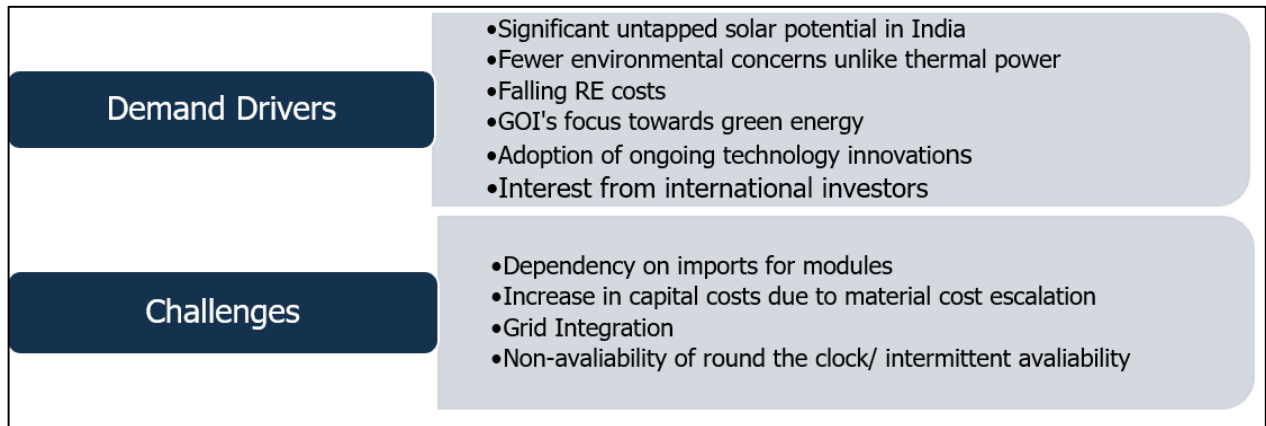 Demand Drivers
•Significant untapped solar potential in India
•Fewer environmental concerns unlike thermal power
•Falling RE costs
•GOI's focus towards green energy
•Adoption of ongoing technology innovations
•Interest from international investors
Challenges
•Dependency on imports for modules
•Increase in capital costs due to material cost escalation
•Grid Integration
•Non-avaliability of round the clock/ intermittent avaliability